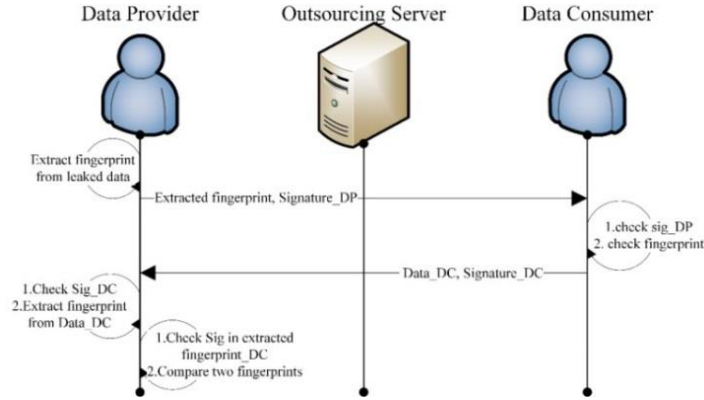 Data Provider
Outsourcing Server
Data Consumer
Extract fingerprint
from leaked data
Extracted fingerprint, Signature_DP
1.check sig_DP
2. check fingerprint
Data_DC, Signature_DC
1.Check Sig_DC
2.Extract fingerprint
from Data_DC
1.Check Sig in extracted
fingerprint_DC
2.Compare two fingerprints